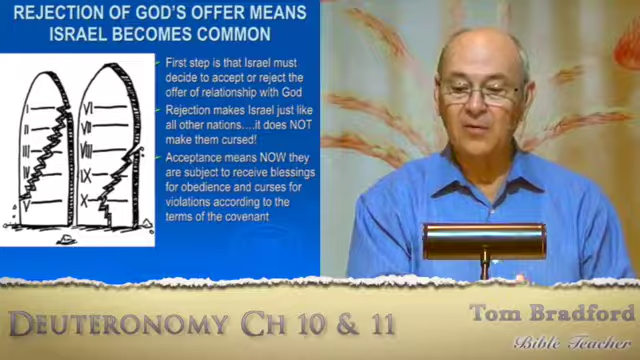 REJECTION OF GOD'S OFFER MEANS
ISRAEL BECOMES COMMON
First step is that Israel must
decide to accept or reject the
offer of relationship with God
Rejection makes Israel just like
all other nations....it does NOT
make them cursed!
Acceptance means NOW they
are subject to receive blessings
for obedience and curses for
violations according to the
terms of the covenant
I
II
III
IV
V
VI
VII
VIII
IX
X
Deuteronomy Ch 10 & 11
Tom Bradford
Bible Teacher